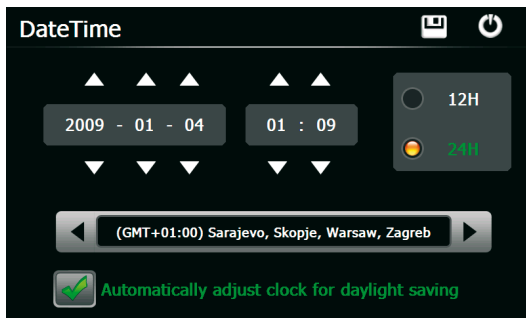 DateTime
2009 - 01 - 04
01 : 09
12H
24H
(GMT+01:00) Sarajevo, Skopje, Warsaw, Zagreb
Automatically adjust clock for daylight saving